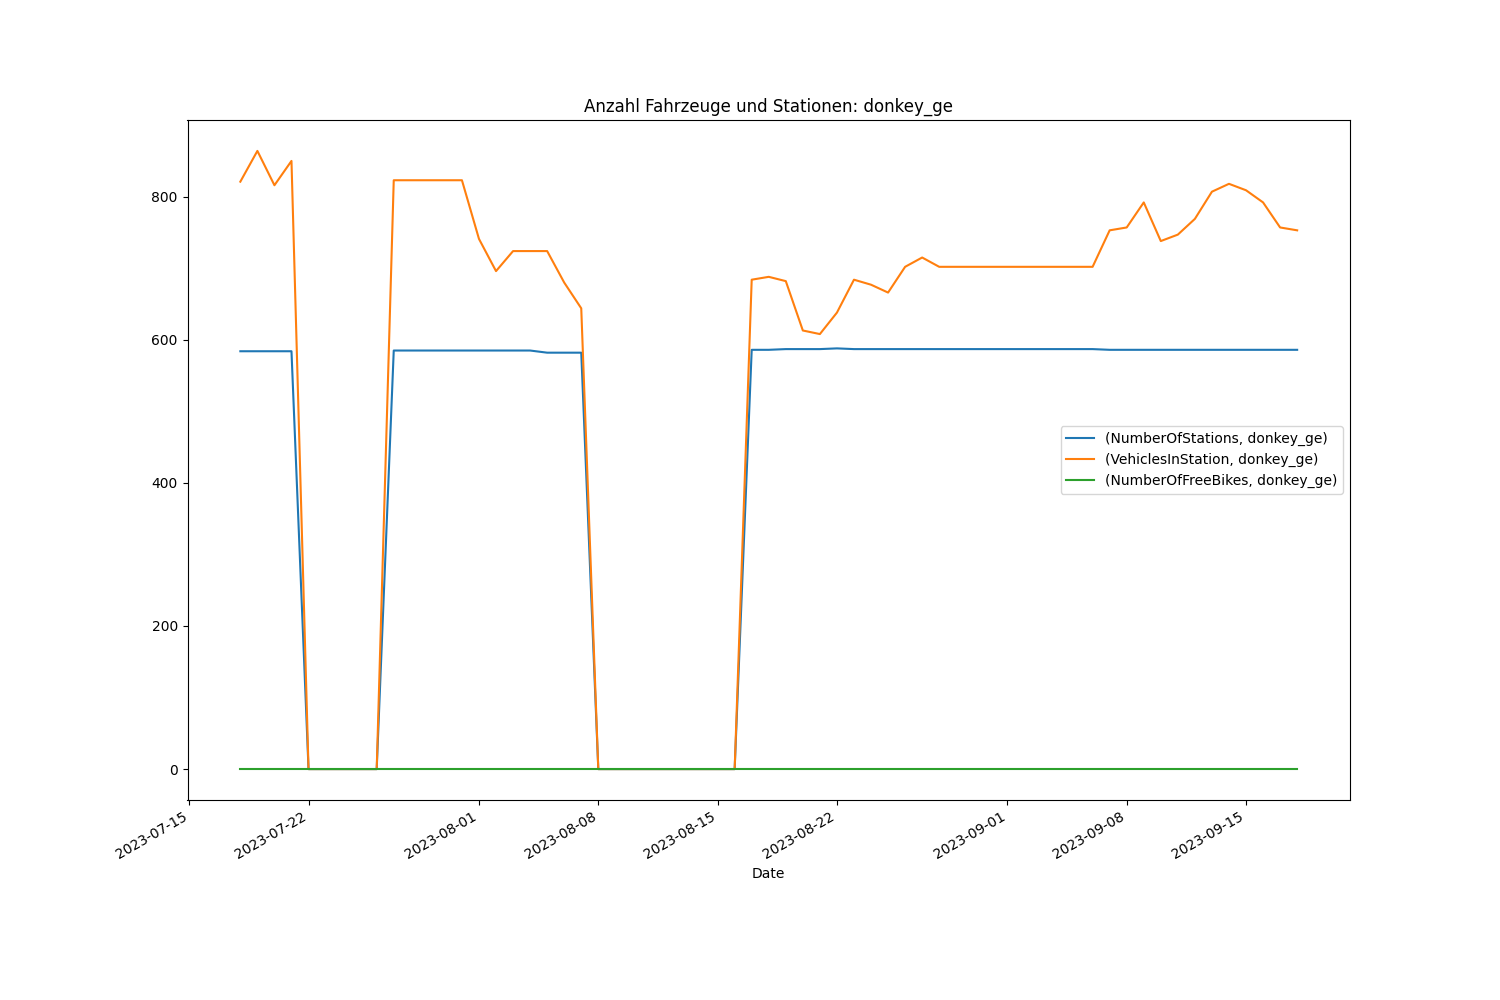 Anzahl Fahrzeuge und Stationen: donkey_ge
800
600
400
200
0
(NumberOfStations, donkey_ge)
(VehiclesInStation, donkey_ge)
(NumberOfFreeBikes, donkey_ge)
2023-07-15
2023-07-22
2023-08-01
2023-08-08
2023-08-15
2023-08-22
2023-09-01
2023-09-08
2023-09-15
Date